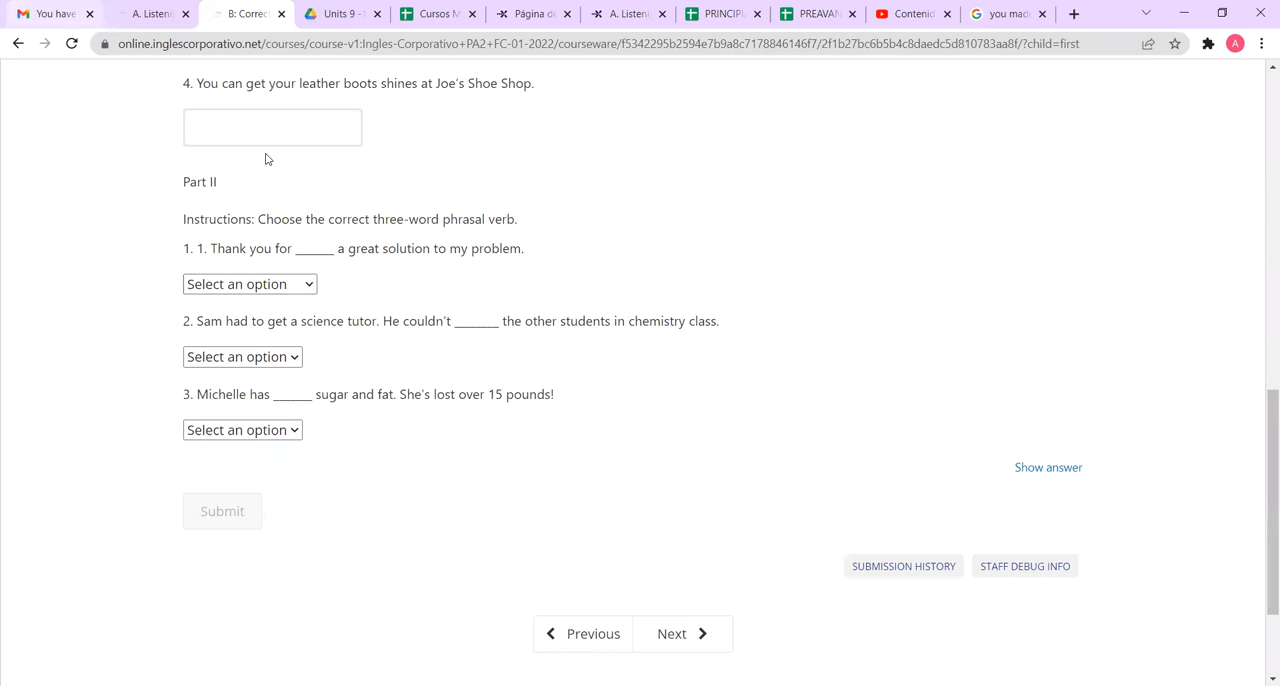 You have
A. Listeni
B: Correct
Units 9 -
Cursos M
Página de
A. Listeni
PRINCIPI
PREAVAN
Contenid
you made
online.inglescorporativo.net/courses/course-v1:Ingles-Corporativo+PA2+FC-01-2022/courseware/f5342295b2594e7b9a8c7178846146f7/2f1b27bc6b5b4c8daedc5d810783aa8f/?child=first
A
4. You can get your leather boots shines at Joe’s Shoe Shop.
Part II
Instructions: Choose the correct three-word phrasal verb.
1. 1. Thank you for ______ a great solution to my problem.
Select an option
2. Sam had to get a science tutor. He couldn’t _______ the other students in chemistry class.
Select an option
3. Michelle has ______ sugar and fat. She’s lost over 15 pounds!
Select an option
Show answer
Submit
SUBMISSION HISTORY
STAFF DEBUG INFO
Previous
Next